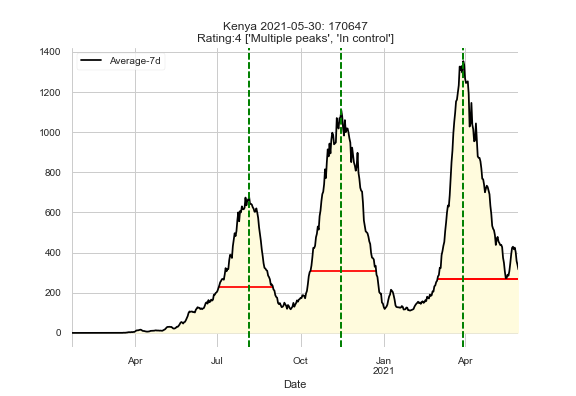 Kenya 2021-05-30: 170647
Rating:4 ['Multiple peaks', 'In control']
1400
Average-7d
1200
1000
800
600
400
200
0
Apr Jul Oct Jan Apr
2021
Date